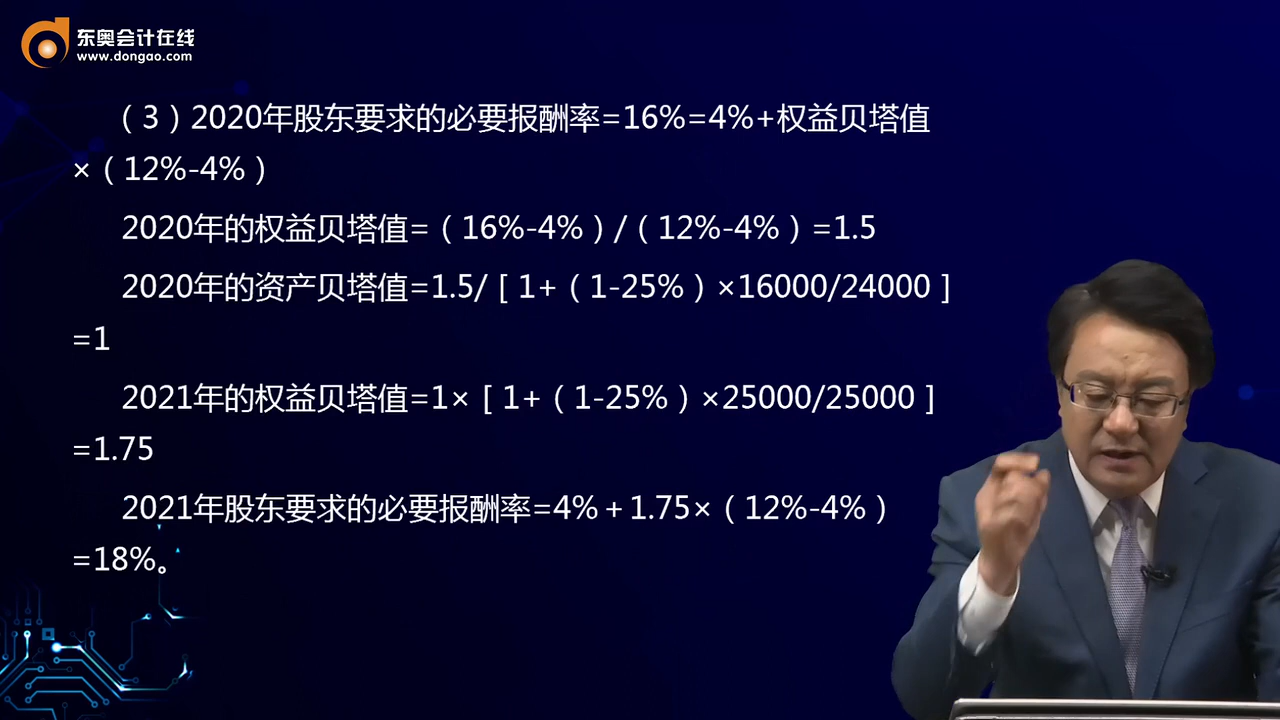 东奥会计在线
www.dongao.com
（3）2020年股东要求的必要报酬率=16%=4%+权益贝塔值
×（12%-4%）
2020年的权益贝塔值=（16%-4%）/（12%-4%）=1.5
2020年的资产贝塔值=1.5/［1+（1-25%）×16000/24000］
=1
2021年的权益贝塔值=1×［1+（1-25%）×25000/25000］
=1.75
2021年股东要求的必要报酬率=4%＋1.75×（12%-4%）
=18%。